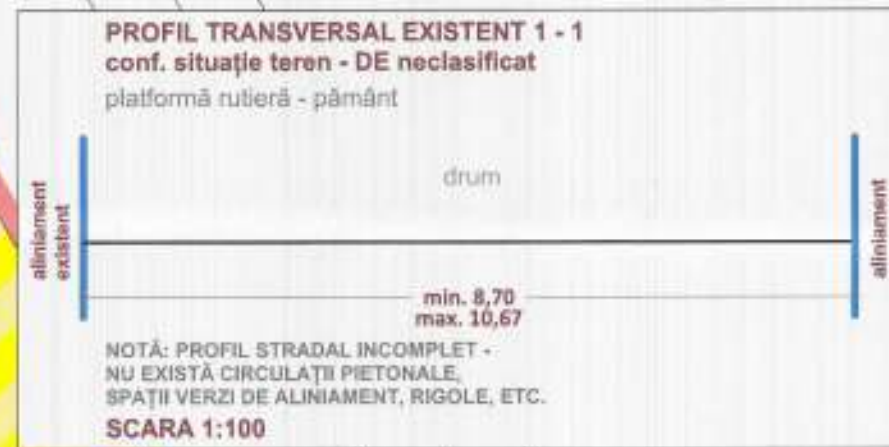 PROFIL TRANSVERSAL EXISTENT 1 - 1
conf. situație teren - DE neclasificat
platformă rutieră - pământ
drum
aliniament
existent
aliniament
min. 8,70
max. 10,67
NOTĂ: PROFIL STRADAL INCOMPLET -
NU EXISTĂ CIRCULAȚII PIETONALE,
SPAȚII VERZI DE ALINIAMENT, RIGOLE, ETC.
SCARA 1:100